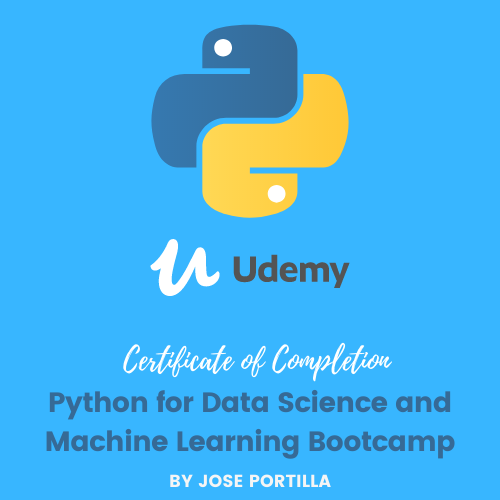 Udemy
Certificate of Completion
Python for Data Science and
Machine Learning Bootcamp
BY JOSE PORTILLA